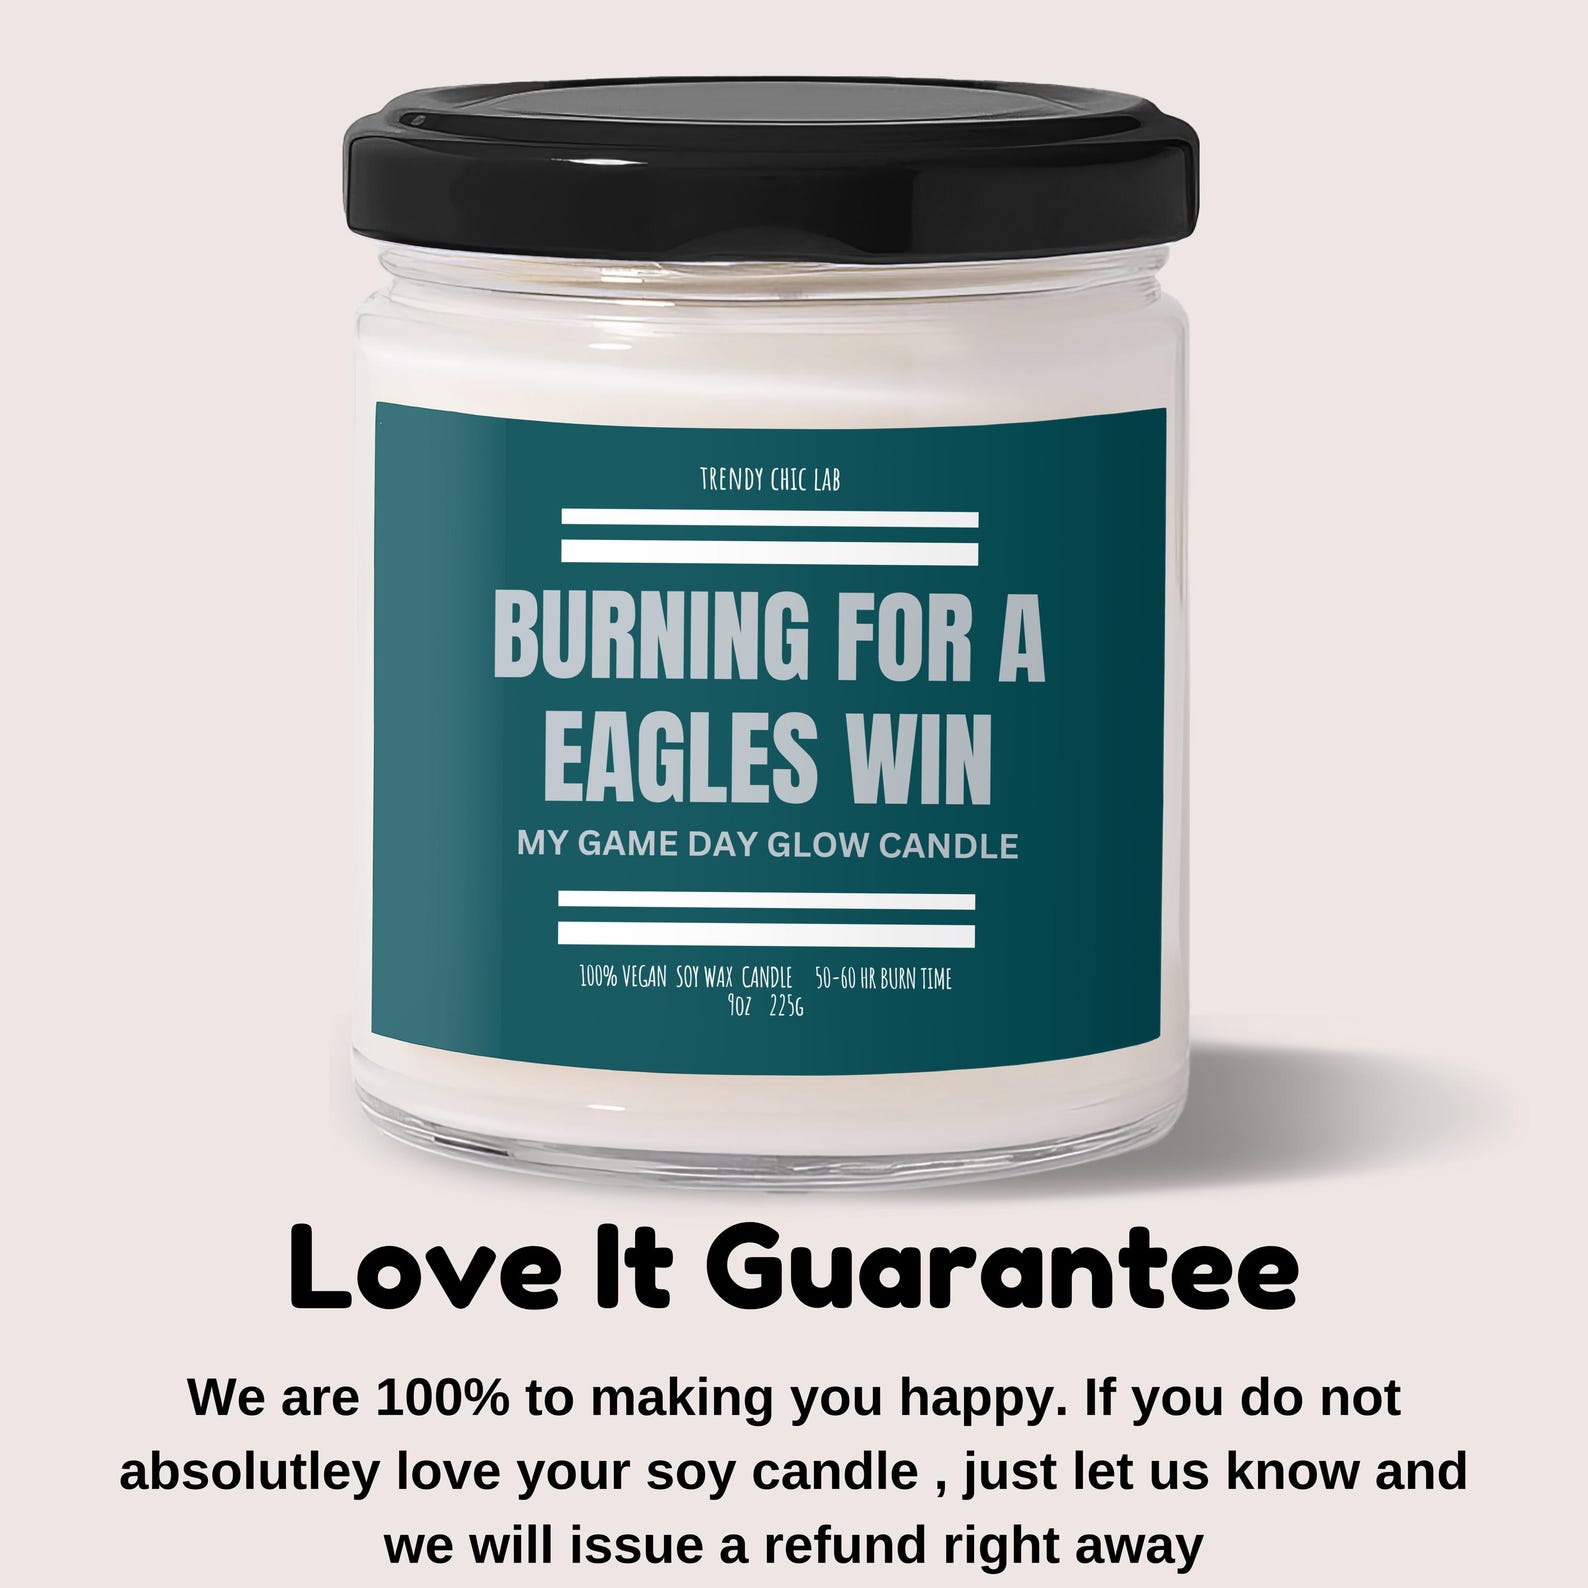 TRENDY CHIC LAB
BURNING FOR A
EAGLES WIN
MY GAME DAY GLOW CANDLE
100% VEGAN SOY WAX CANDLE 50-60 HR BURN TIME
9OZ 225G
Love It Guarantee
We are 100% to making you happy. If you do not
absolutley love your soy candle , just let us know and
we will issue a refund right away